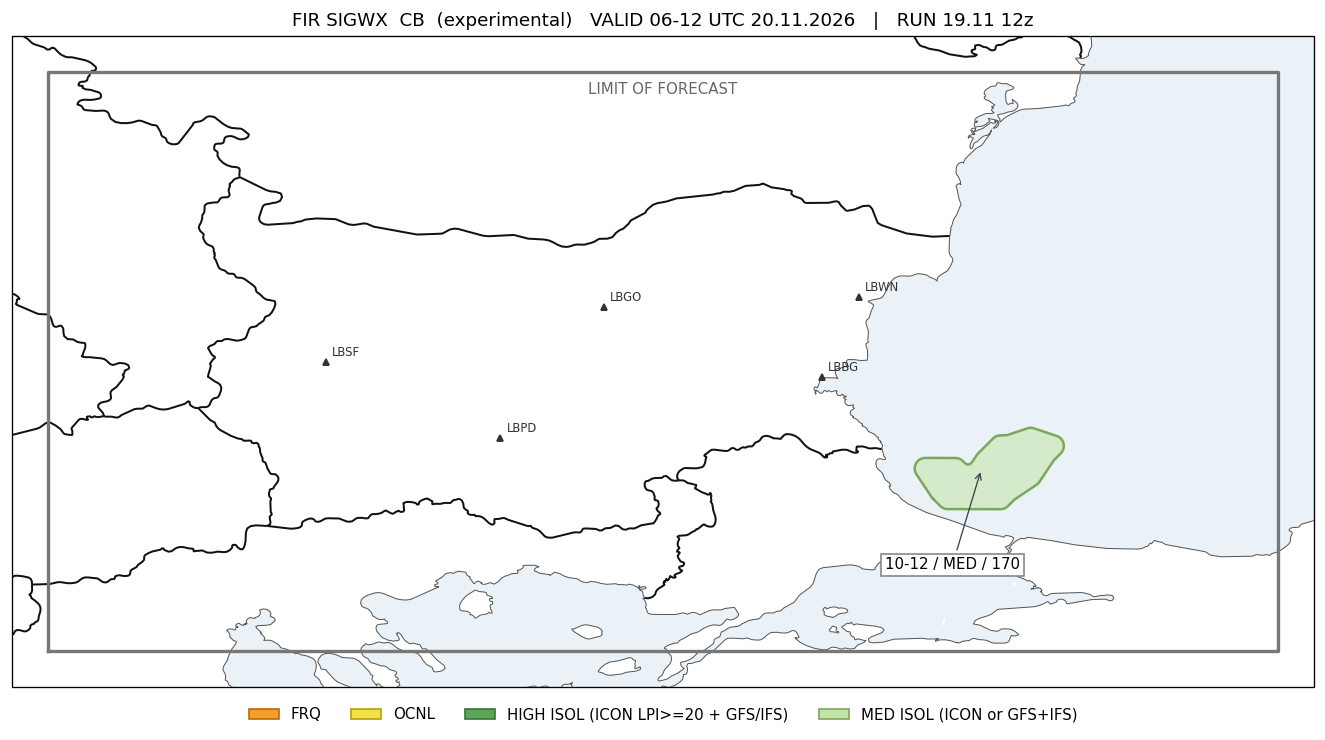 FIR SIGWX  CB  (experimental)   VALID 06-12 UTC 20.11.2026   |   RUN 19.11 12z
LIMIT OF FORECAST
LBWN
LBGO
LBSF
LBBG
LBPD
10-12 / MED / 170
FRQ
OCNL
HIGH ISOL (ICON LPI>=20 + GFS/IFS)
MED ISOL (ICON or GFS+IFS)